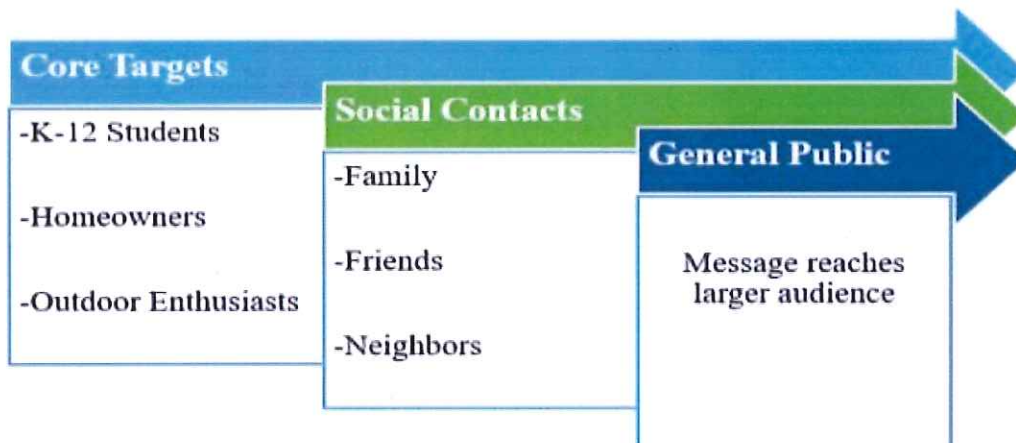 Core Targets
-K-12 Students
-Homeowners
-Outdoor Enthusiasts
Social Contacts
-Family
-Friends
-Neighbors
General Public
Message reaches
larger audience